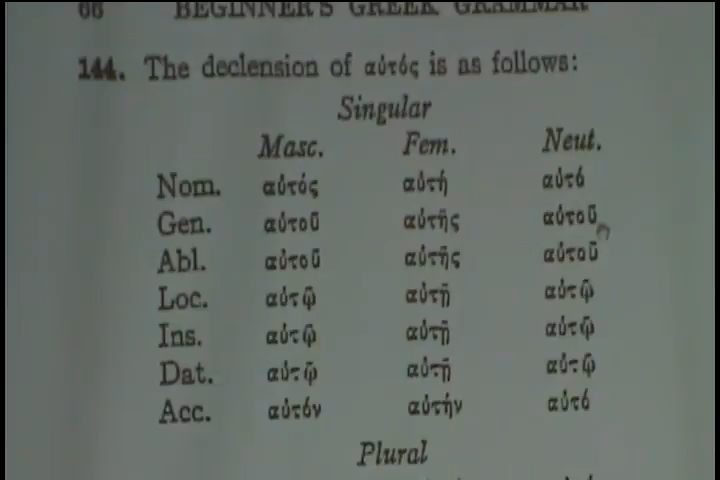 66 BEGINNER'S GREEK GRAMMAR
144. The declension of αὐτός is as follows:
Singular
Masc. Fem. Neut.
Nom. αὐτός αὐτή αὐτό
Gen. αὐτοῦ αὐτῆς αὐτοῦ
Abl. αὐτοῦ αὐτῆς αὐτοῦ
Loc. αὐτῷ αὐτῇ αὐτῷ
Ins. αὐτῷ αὐτῇ αὐτῷ
Dat. αὐτῷ αὐτῇ αὐτῷ
Acc. αὐτόν αὐτήν αὐτό
Plural